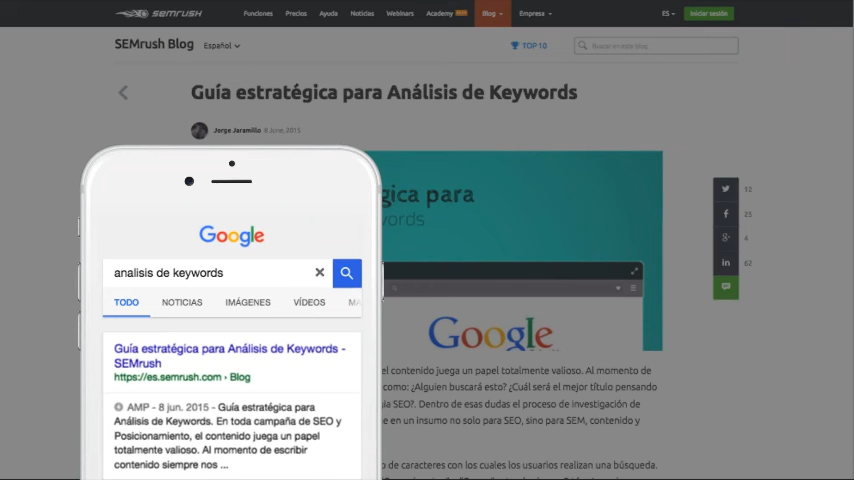 semrush
Funciones Precios Ayuda Noticias Webinars Academy BETA Blog Empresa ES Iniciar sesión
SEMrush Blog Español TOP 10 Buscar en este blog
Guía estratégica para Análisis de Keywords
Jorge Jaramillo 8 June, 2015
gica para
words
Google
12
25
4
62
el contenido juega un papel totalmente valioso. Al momento de
como: ¿Alguien buscará esto? ¿Cuál será el mejor título pensando
gia SEO?. Dentro de esas dudas el proceso de investigación de
e en un insumo no solo para SEO, sino para SEM, contenido y
o de caracteres con los cuales los usuarios realizan una búsqueda.
Google
analisis de keywords
TODO NOTICIAS IMÁGENES VÍDEOS MA
Guía estratégica para Análisis de Keywords -
SEMrush
https://es.semrush.com › Blog
AMP - 8 jun. 2015 - Guía estratégica para
Análisis de Keywords. En toda campaña de SEO y
Posicionamiento, el contenido juega un papel
totalmente valioso. Al momento de escribir
contenido siempre nos ...